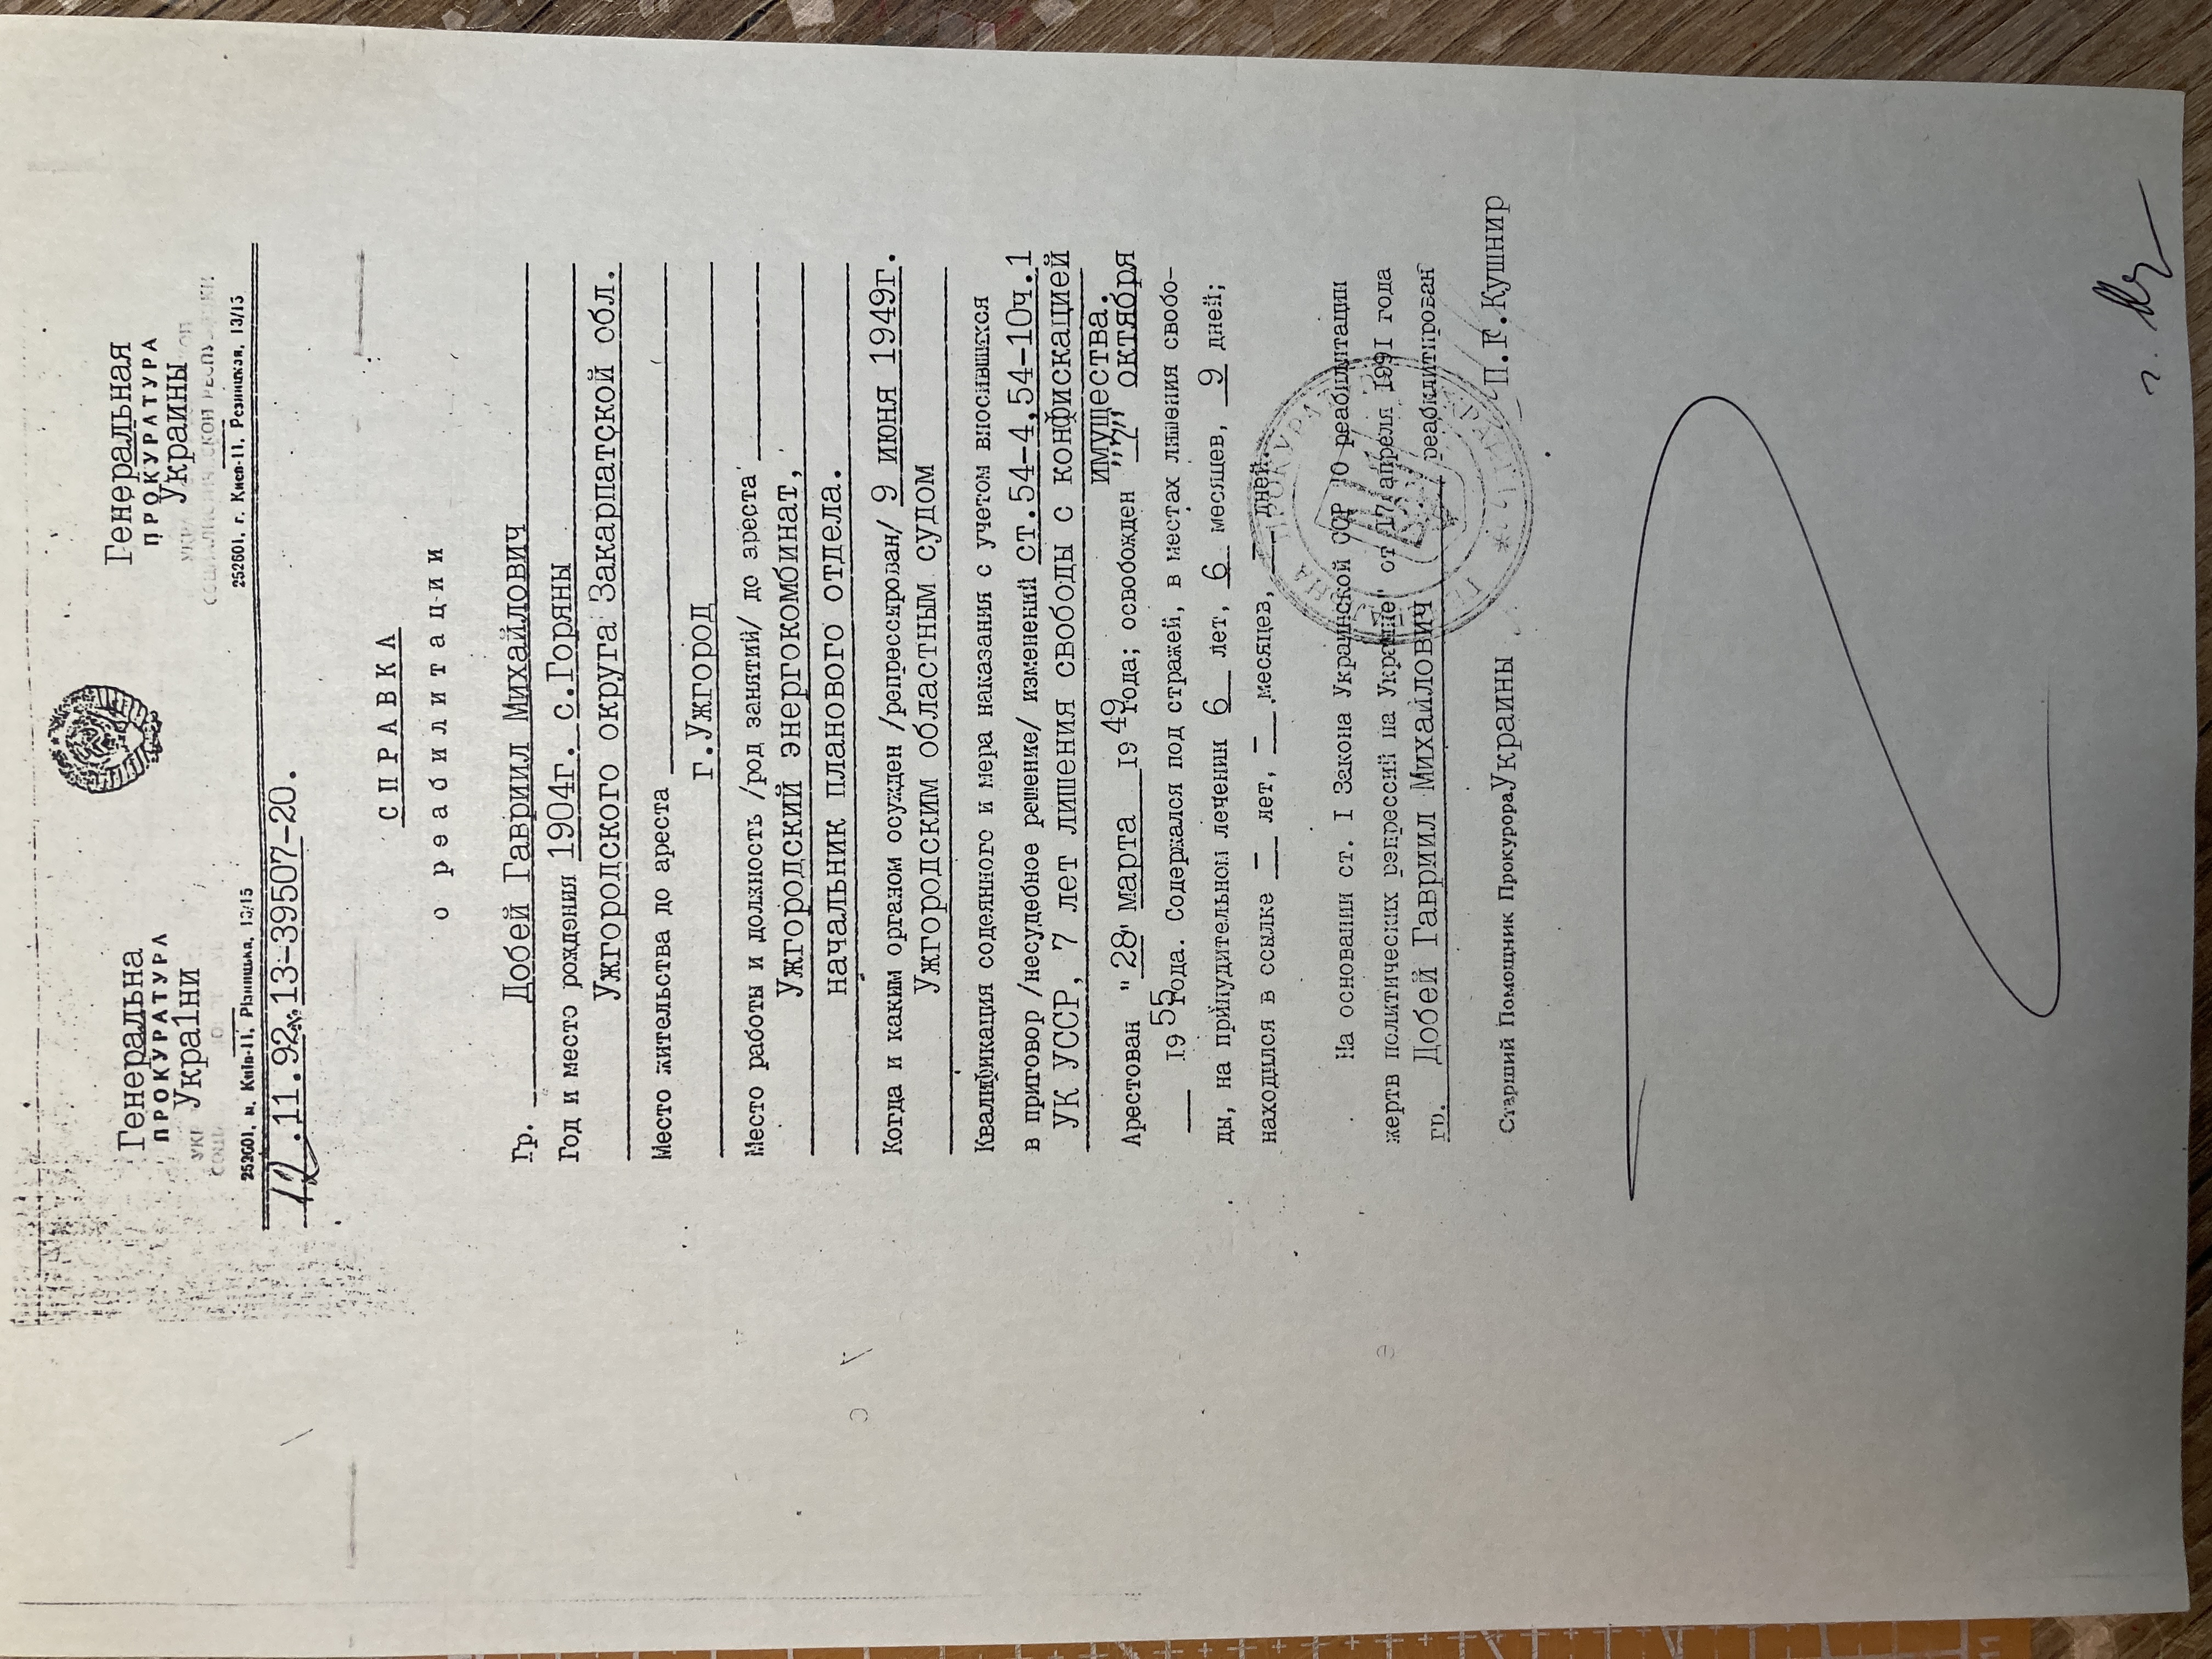 Генеральна
ПРОКУРАТУРА
України
252601, м. Київ-11, Різницька, 13/15
Генеральная
ПРОКУРАТУРА
Украины
252601, г. Киев-11, Резницкая, 13/15
12.11.92 № 13-39507-20.
СПРАВКА
о реабилитации
Гр. Добей Гавриил Михайлович
Год и место рождения 1904г. с.Горяны
Ужгородского округа Закарпатской обл.
Место жительства до ареста
г.Ужгород
Место работы и должность /род занятий/ до ареста
Ужгородский энергокомбинат,
начальник планового отдела.
Когда и каким органом осужден /репрессирован/ 9 июня 1949г.
Ужгородским областным судом
Квалификация содеянного и мера наказания с учетом вносившихся
в приговор /несудебное решение/ изменений ст.54-4,54-10ч.1
УК УССР, 7 лет лишения свободы с конфискацией
имущества.
Арестован "28" марта 1949 года; освобожден "7" октября
1955 года. Содержался под стражей, в местах лишения свобо-
ды, на принудительном лечении 6 лет, 6 месяцев, 9 дней;
находился в ссылке - лет, - месяцев, дней.
На основании ст. I Закона Украинской ССР "О реабилитации
жертв политических репрессий на Украине" от 17 апреля 1991 года
гр. Добей Гавриил Михайлович реабилитирован
Старший Помощник Прокурора Украины П.Г.Кушнир